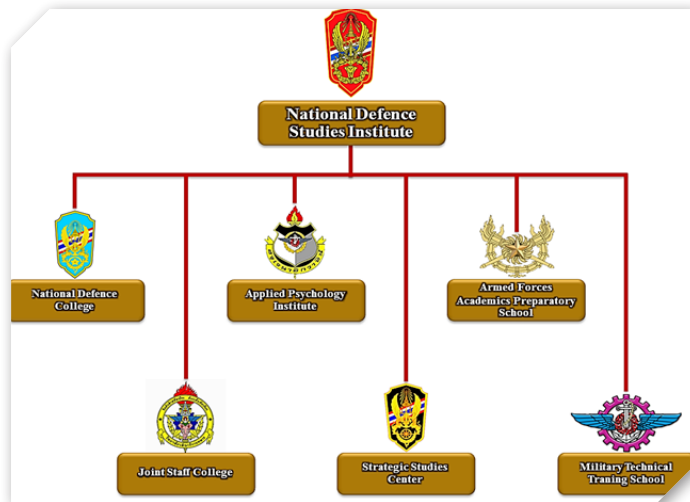 National Defence
Studies Institute
National Defence
College
Applied Psychology
Institute
Armed Forces
Academics Preparatory
School
Joint Staff College
Strategic Studies
Center
Military Technical
Traning School